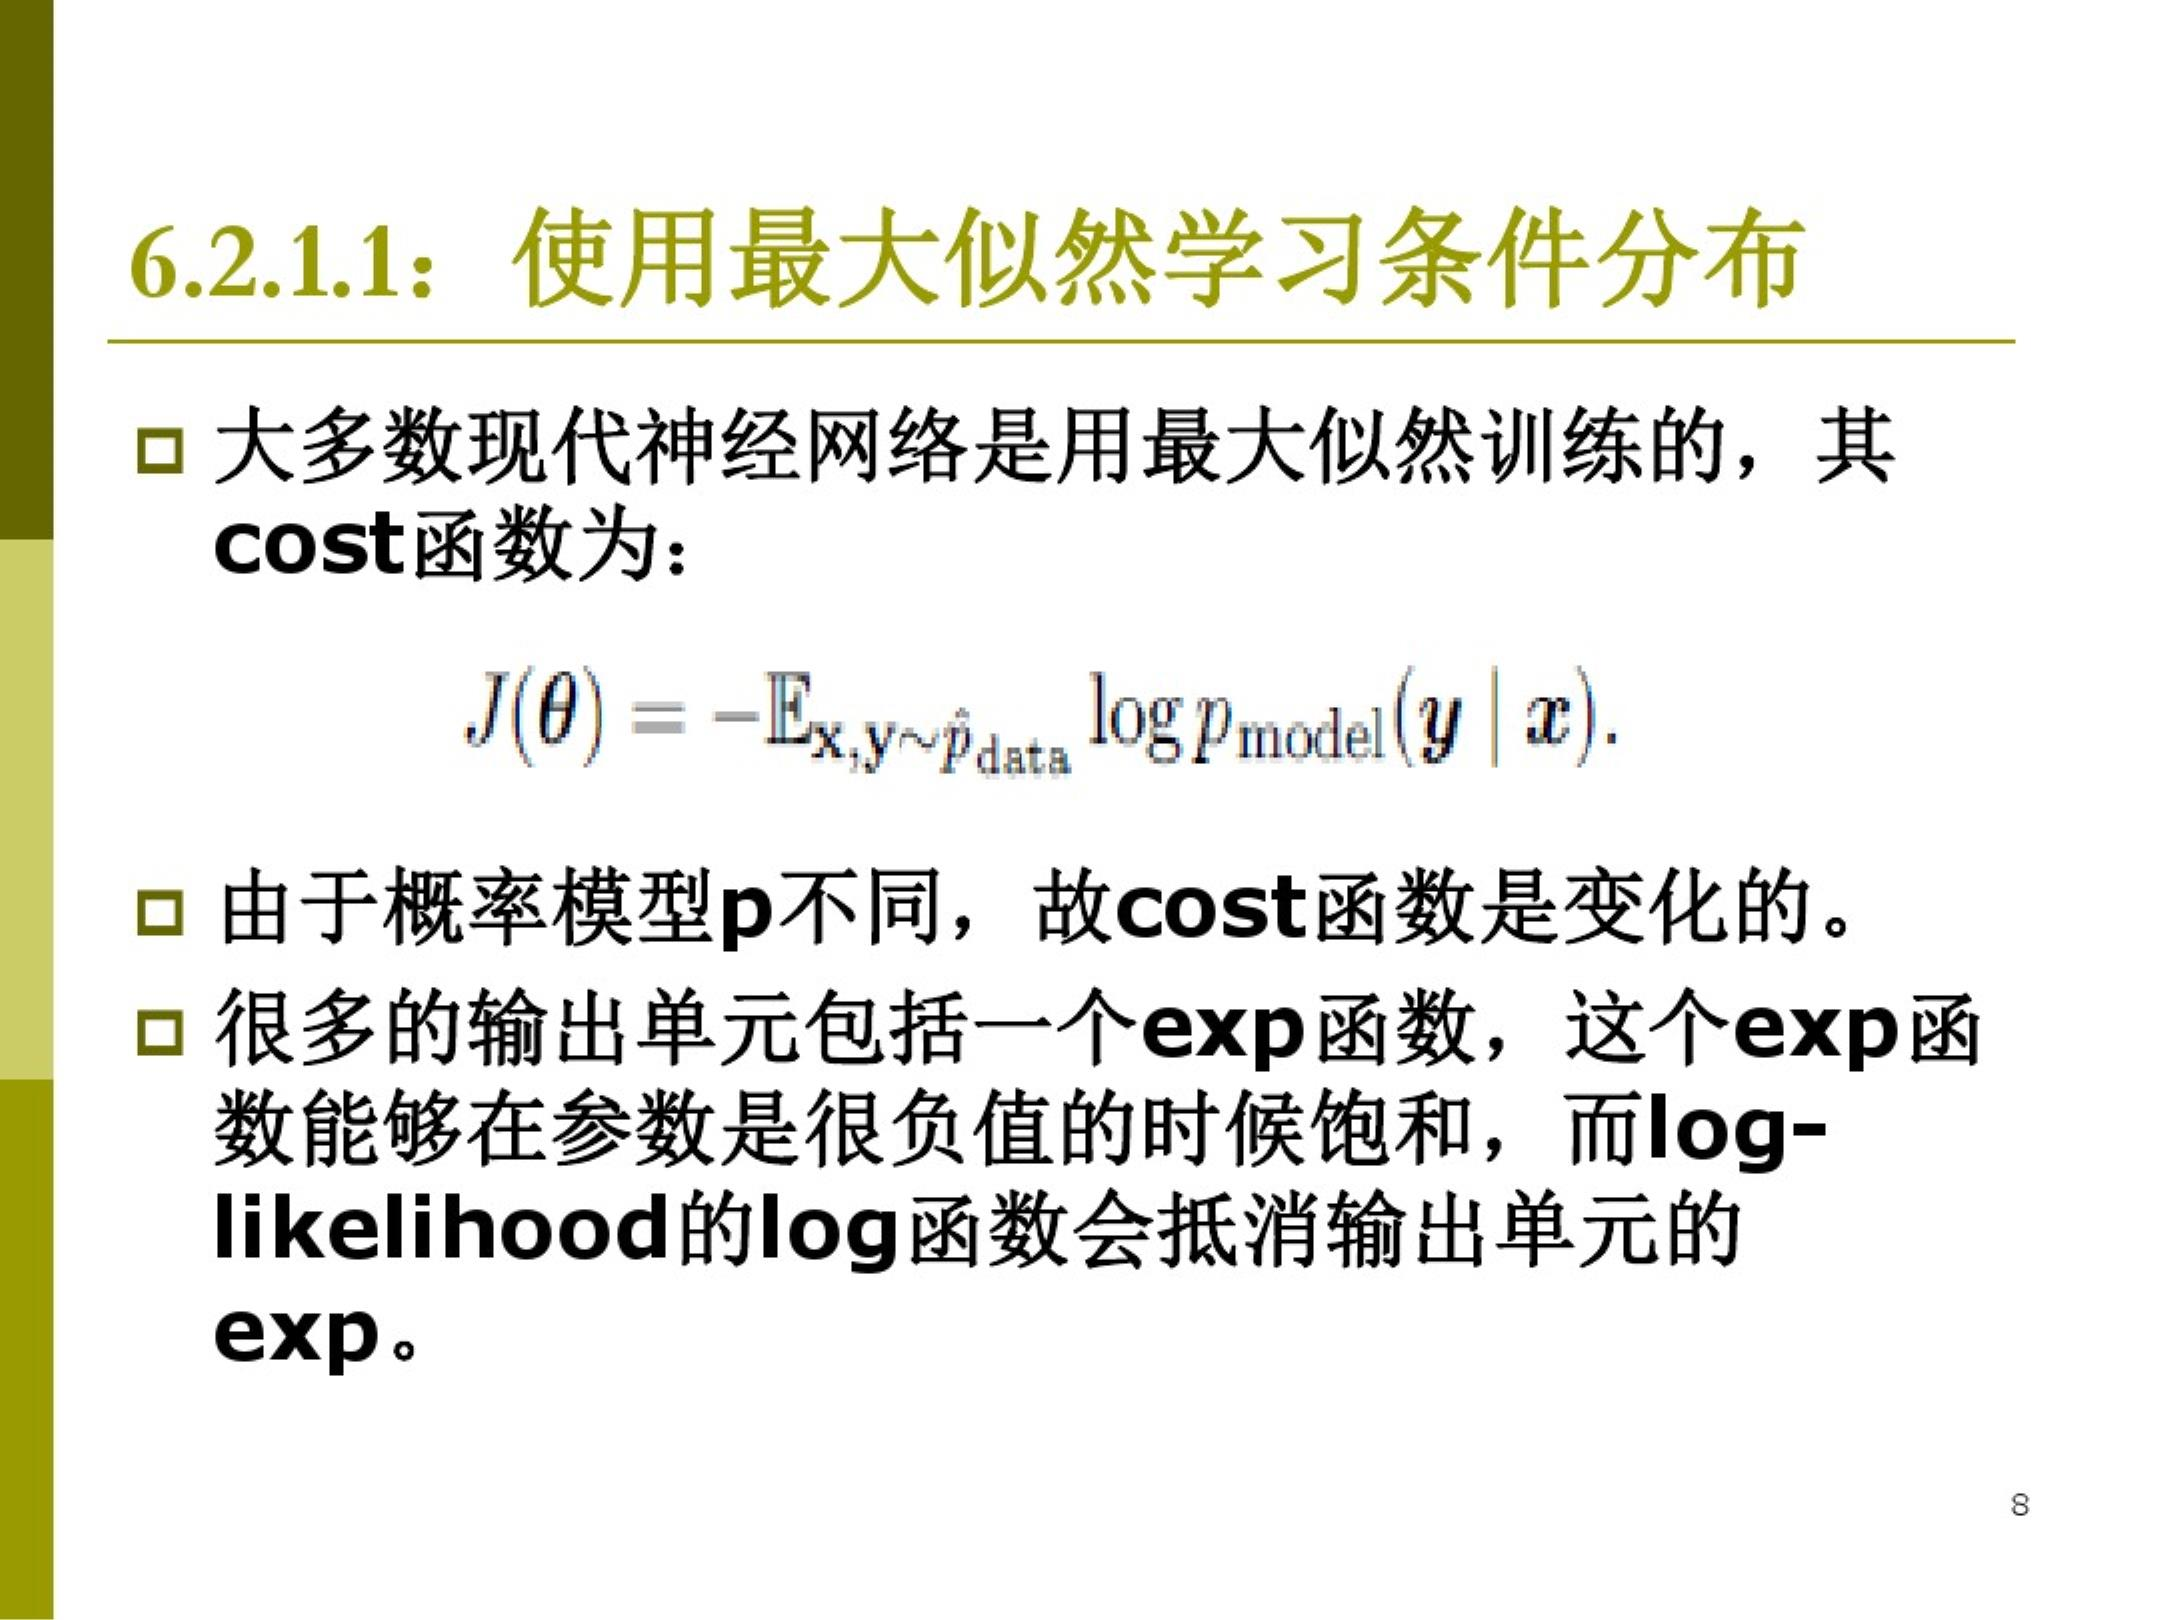 6.2.1.1：使用最大似然学习条件分布
大多数现代神经网络是用最大似然训练的，其
cost函数为：
J(θ) = −𝔼x,y∼p̂data log pmodel(y | x).
由于概率模型p不同，故cost函数是变化的。
很多的输出单元包括一个exp函数，这个exp函
数能够在参数是很负值的时候饱和，而log-
likelihood的log函数会抵消输出单元的
exp。
8